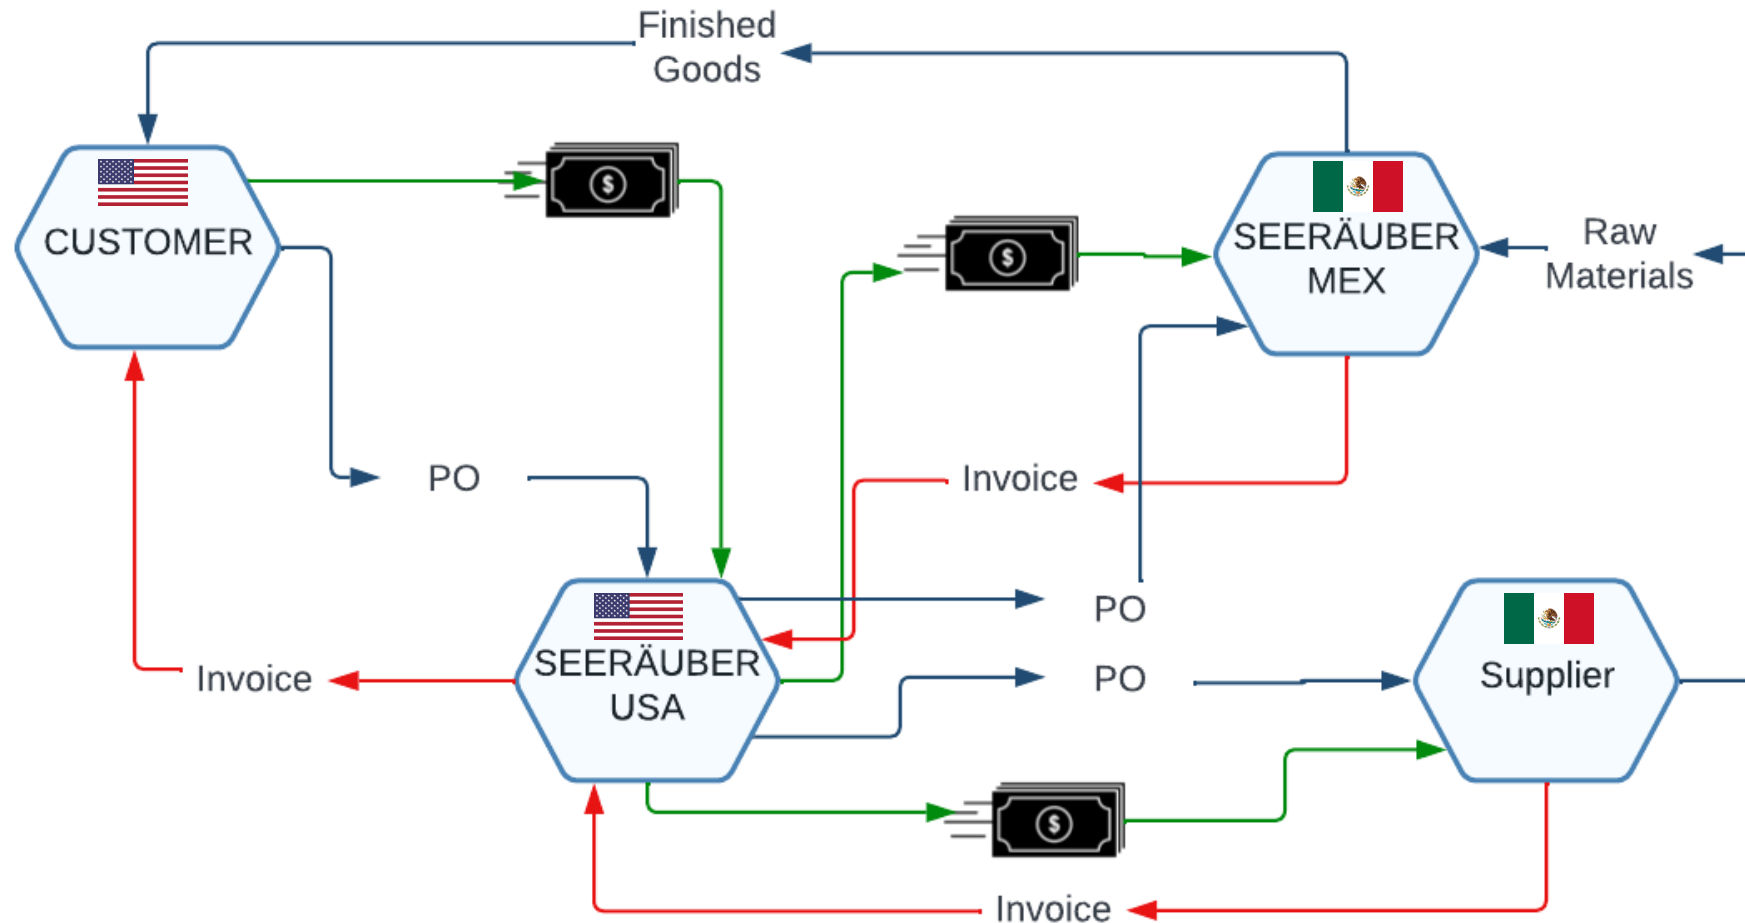 Finished
Goods
CUSTOMER
$
$
SEERÄUBER
MEX
Raw
Materials
PO
Invoice
PO
SEERÄUBER
USA
Invoice
PO
Supplier
$
Invoice